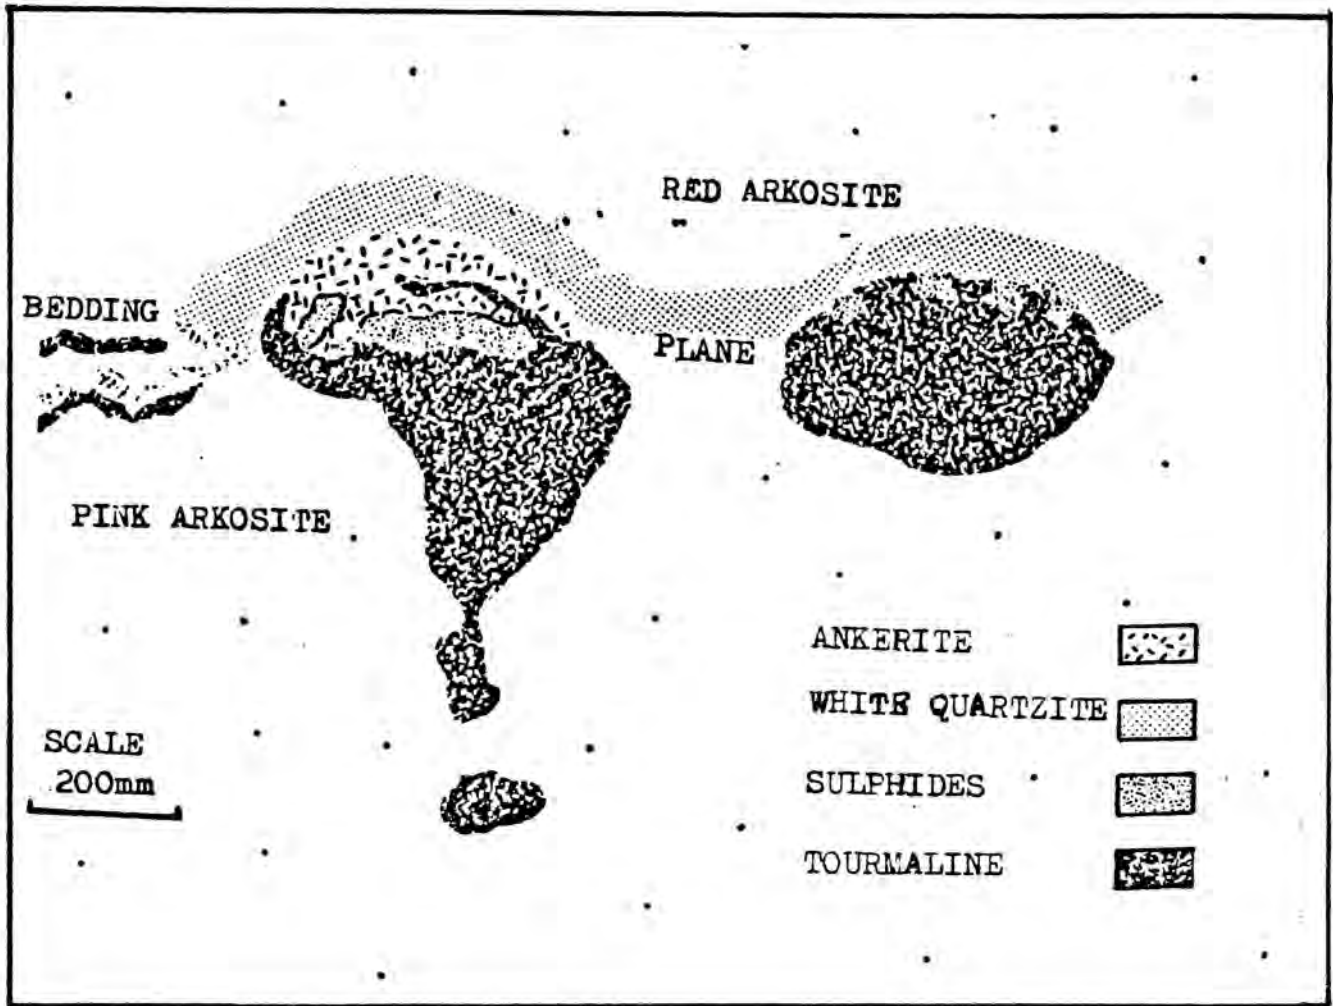 RED ARKOSITE
BEDDING
PLANE
PINK ARKOSITE
ANKERITE
WHITE QUARTZITE
SCALE
200mm
SULPHIDES
TOURMALINE